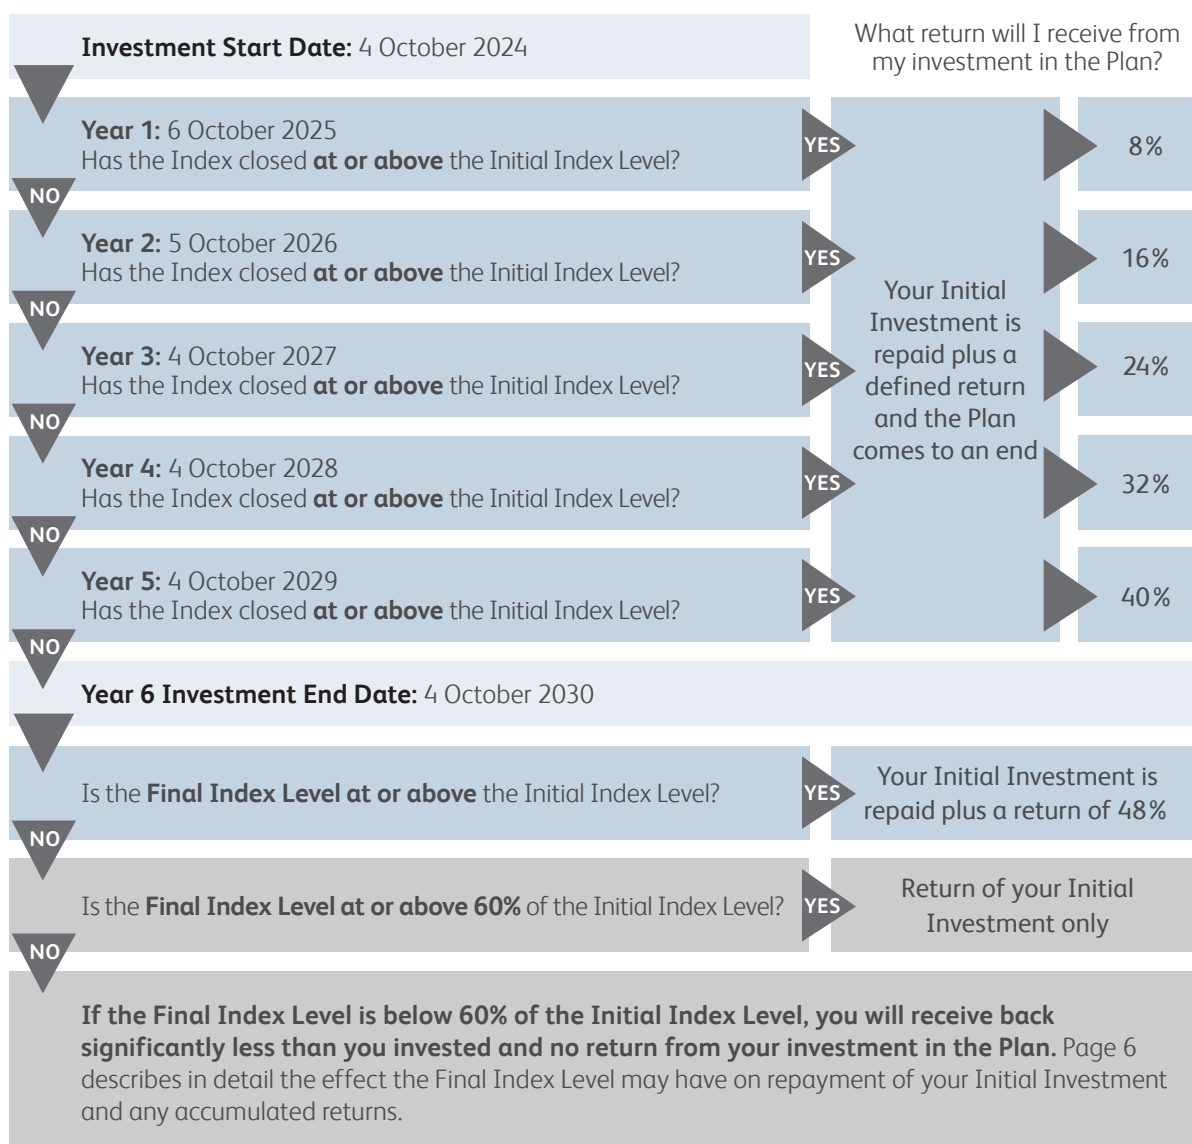 Investment Start Date: 4 October 2024
What return will I receive from
my investment in the Plan?
Year 1: 6 October 2025
Has the Index closed at or above the Initial Index Level?
YES
8%
NO
Year 2: 5 October 2026
Has the Index closed at or above the Initial Index Level?
YES
16%
NO
Year 3: 4 October 2027
Has the Index closed at or above the Initial Index Level?
YES
24%
NO
Year 4: 4 October 2028
Has the Index closed at or above the Initial Index Level?
YES
32%
NO
Year 5: 4 October 2029
Has the Index closed at or above the Initial Index Level?
YES
40%
NO
Your Initial
Investment is
repaid plus a
defined return
and the Plan
comes to an end
Year 6 Investment End Date: 4 October 2030
Is the Final Index Level at or above the Initial Index Level?
YES
Your Initial Investment is
repaid plus a return of 48%
NO
Is the Final Index Level at or above 60% of the Initial Index Level?
YES
Return of your Initial
Investment only
NO
If the Final Index Level is below 60% of the Initial Index Level, you will receive back
significantly less than you invested and no return from your investment in the Plan. Page 6
describes in detail the effect the Final Index Level may have on repayment of your Initial Investment
and any accumulated returns.